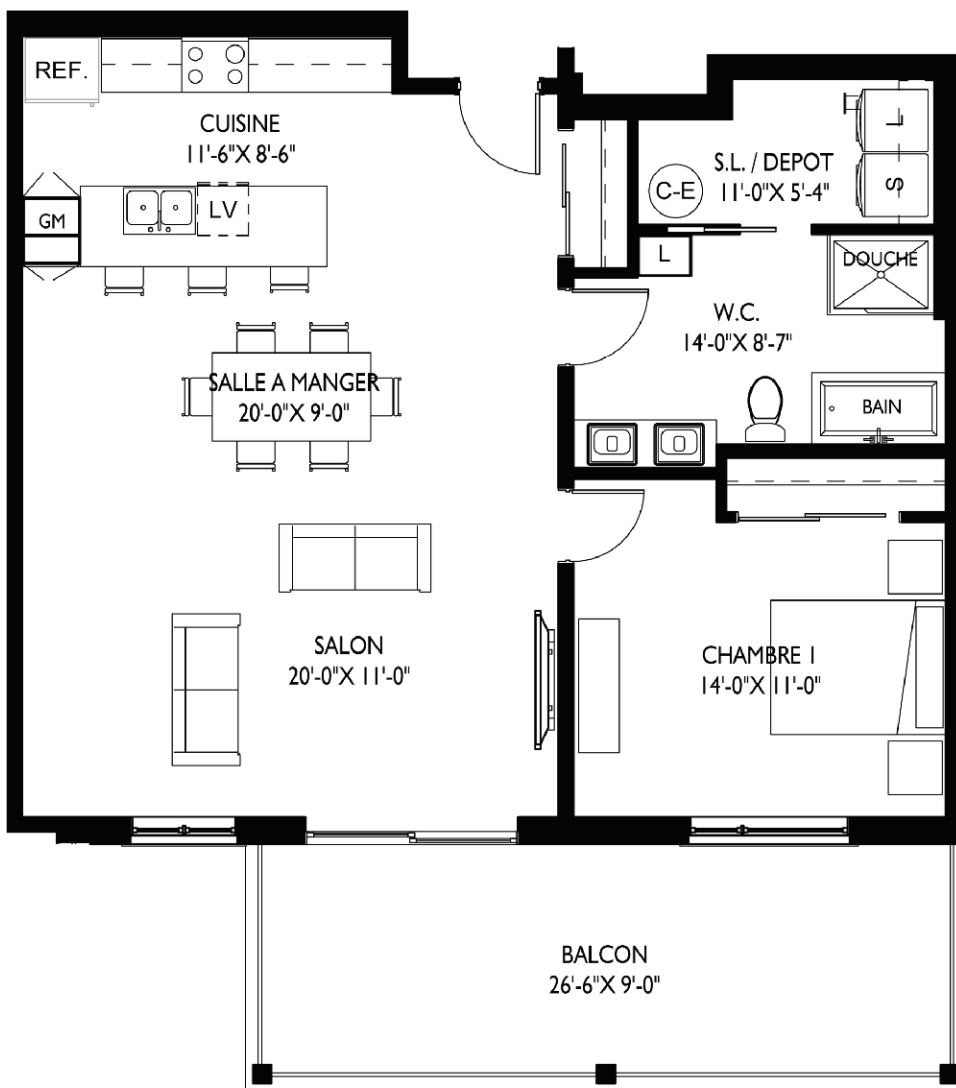 REF.
CUISINE
11'-6"X 8'-6"
S.L. / DEPOT
11'-0"X 5'-4"
C-E
L
S
GM
LV
L
DOUCHE
W.C.
14'-0"X 8'-7"
SALLE A MANGER
20'-0"X 9'-0"
BAIN
SALON
20'-0"X 11'-0"
CHAMBRE 1
14'-0"X 11'-0"
BALCON
26'-6"X 9'-0"